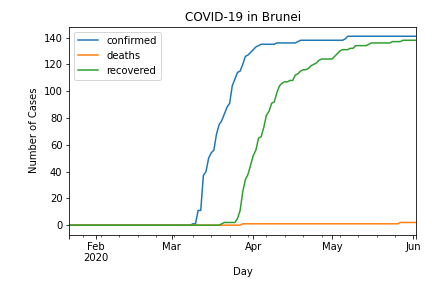 COVID-19 in Brunei
confirmed
deaths
recovered
140
120
100
80
60
40
20
0
Number of Cases
Feb
2020
Mar
Apr
May
Jun
Day